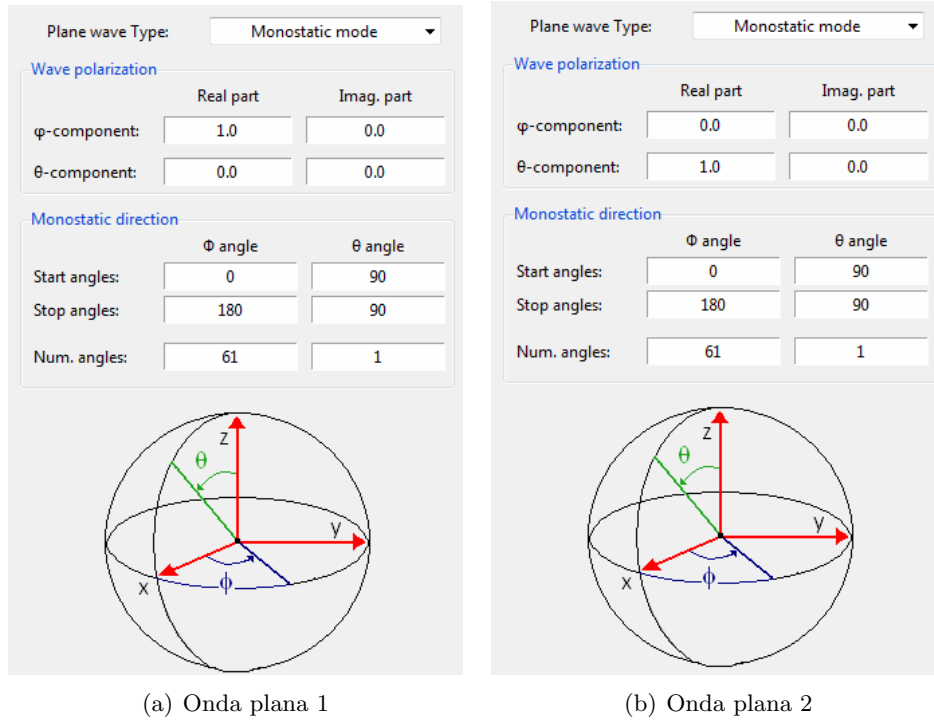 Plane wave Type: Monostatic mode
Wave polarization
Real part Imag. part
φ-component: 1.0 0.0
θ-component: 0.0 0.0
Monostatic direction
Φ angle θ angle
Start angles: 0 90
Stop angles: 180 90
Num. angles: 61 1
z
θ
y
x
ϕ
(a) Onda plana 1
Plane wave Type: Monostatic mode
Wave polarization
Real part Imag. part
φ-component: 0.0 0.0
θ-component: 1.0 0.0
Monostatic direction
Φ angle θ angle
Start angles: 0 90
Stop angles: 180 90
Num. angles: 61 1
z
θ
y
x
ϕ
(b) Onda plana 2